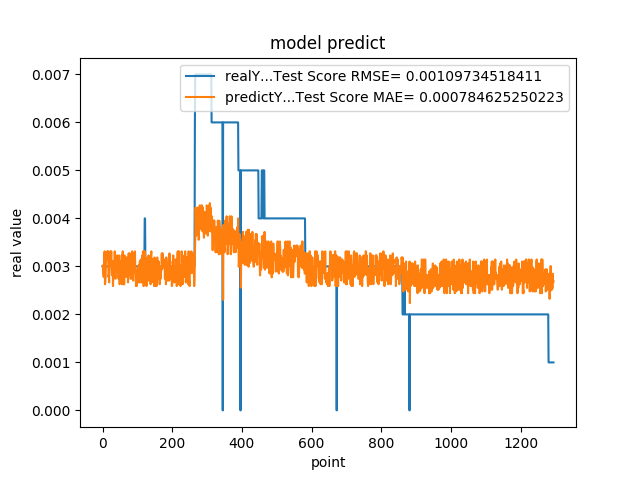 model predict
realY...Test Score RMSE= 0.00109734518411
predictY...Test Score MAE= 0.000784625250223
0.007
0.006
0.005
0.004
0.003
0.002
0.001
0.000
real value
0 200 400 600 800 1000 1200
point